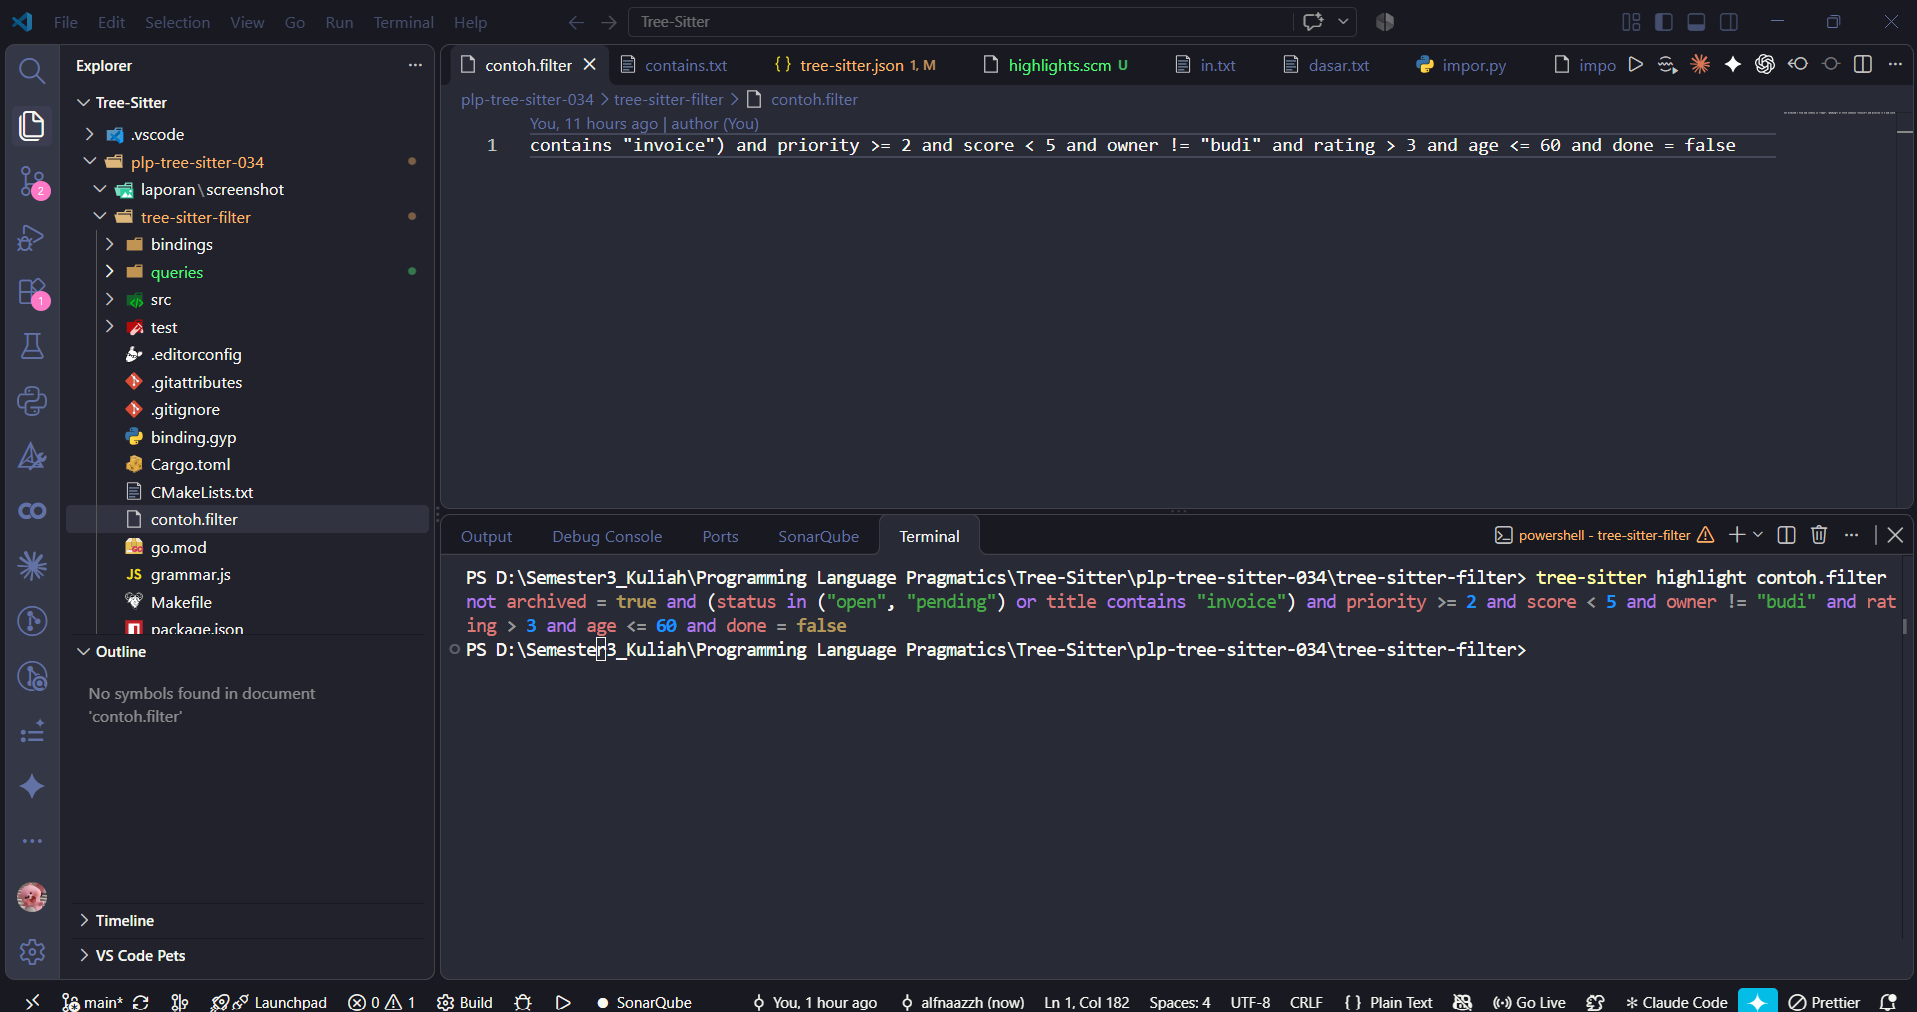 File Edit Selection View Go Run Terminal Help
Tree-Sitter
Explorer
Tree-Sitter
.vscode
plp-tree-sitter-034
laporan\screenshot
tree-sitter-filter
bindings
queries
src
test
.editorconfig
.gitattributes
.gitignore
binding.gyp
Cargo.toml
CMakeLists.txt
contoh.filter
go.mod
JS grammar.js
Makefile
package.json
Outline
No symbols found in document
'contoh.filter'
Timeline
VS Code Pets
2
1
contoh.filter contains.txt {} tree-sitter.json 1, M highlights.scm U in.txt dasar.txt impor.py impo
plp-tree-sitter-034 > tree-sitter-filter > contoh.filter
You, 11 hours ago | author (You)
1 contains "invoice") and priority >= 2 and score < 5 and owner != "budi" and rating > 3 and age <= 60 and done = false
Output Debug Console Ports SonarQube Terminal
powershell - tree-sitter-filter
PS D:\Semester3_Kuliah\Programming Language Pragmatics\Tree-Sitter\plp-tree-sitter-034\tree-sitter-filter> tree-sitter highlight contoh.filter
not archived = true and (status in ("open", "pending") or title contains "invoice") and priority >= 2 and score < 5 and owner != "budi" and rat
ing > 3 and age <= 60 and done = false
PS D:\Semester3_Kuliah\Programming Language Pragmatics\Tree-Sitter\plp-tree-sitter-034\tree-sitter-filter>
main* Launchpad 0 1 Build SonarQube You, 1 hour ago alfnaazzh (now) Ln 1, Col 182 Spaces: 4 UTF-8 CRLF {} Plain Text Go Live Claude Code Prettier